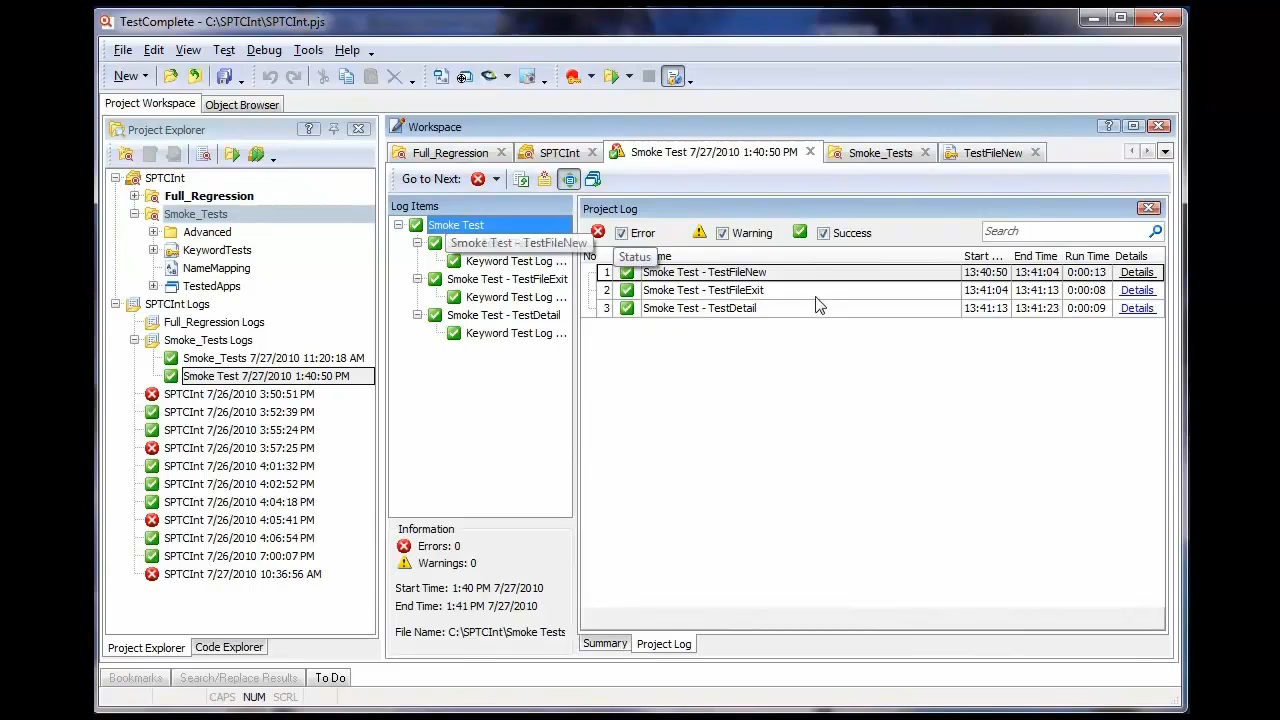 TestComplete - C:\SPTCInt\SPTCInt.pjs
File Edit View Test Debug Tools Help
New
Project Workspace Object Browser
Project Explorer
SPTCInt
Full_Regression
Smoke_Tests
Advanced
KeywordTests
NameMapping
TestedApps
SPTCInt Logs
Full_Regression Logs
Smoke_Tests Logs
Smoke_Tests 7/27/2010 11:20:18 AM
Smoke Test 7/27/2010 1:40:50 PM
SPTCInt 7/26/2010 3:50:51 PM
SPTCInt 7/26/2010 3:52:39 PM
SPTCInt 7/26/2010 3:55:24 PM
SPTCInt 7/26/2010 3:57:25 PM
SPTCInt 7/26/2010 4:01:32 PM
SPTCInt 7/26/2010 4:02:52 PM
SPTCInt 7/26/2010 4:04:18 PM
SPTCInt 7/26/2010 4:05:41 PM
SPTCInt 7/26/2010 4:06:54 PM
SPTCInt 7/26/2010 7:00:07 PM
SPTCInt 7/27/2010 10:36:56 AM
Project Explorer Code Explorer
Workspace
Full_Regression SPTCInt Smoke Test 7/27/2010 1:40:50 PM Smoke_Tests TestFileNew
Go to Next:
Log Items
Smoke Test
Smoke Test - TestFileNew
Keyword Test Log ...
Smoke Test - TestFileExit
Keyword Test Log ...
Smoke Test - TestDetail
Keyword Test Log ...
Information
Errors: 0
Warnings: 0
Start Time: 1:40 PM 7/27/2010
End Time: 1:41 PM 7/27/2010
File Name: C:\SPTCInt\Smoke Tests
Project Log
Error Warning Success Search
No Status Start ... End Time Run Time Details
1 Smoke Test - TestFileNew 13:40:50 13:41:04 0:00:13 Details
2 Smoke Test - TestFileExit 13:41:04 13:41:13 0:00:08 Details
3 Smoke Test - TestDetail 13:41:13 13:41:23 0:00:09 Details
Summary Project Log
Bookmarks Search/Replace Results To Do
CAPS NUM SCRL